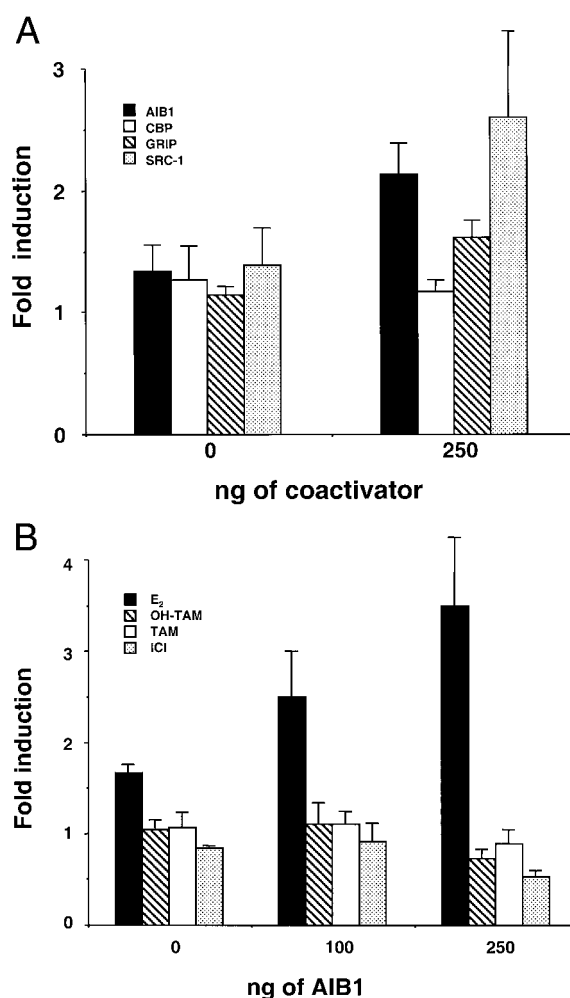 A
3
2
1
0
Fold induction
AIB1
CBP
GRIP
SRC-1
0 250
ng of coactivator
B
4
3
2
1
0
Fold induction
E₂
OH-TAM
TAM
ICI
0 100 250
ng of AIB1